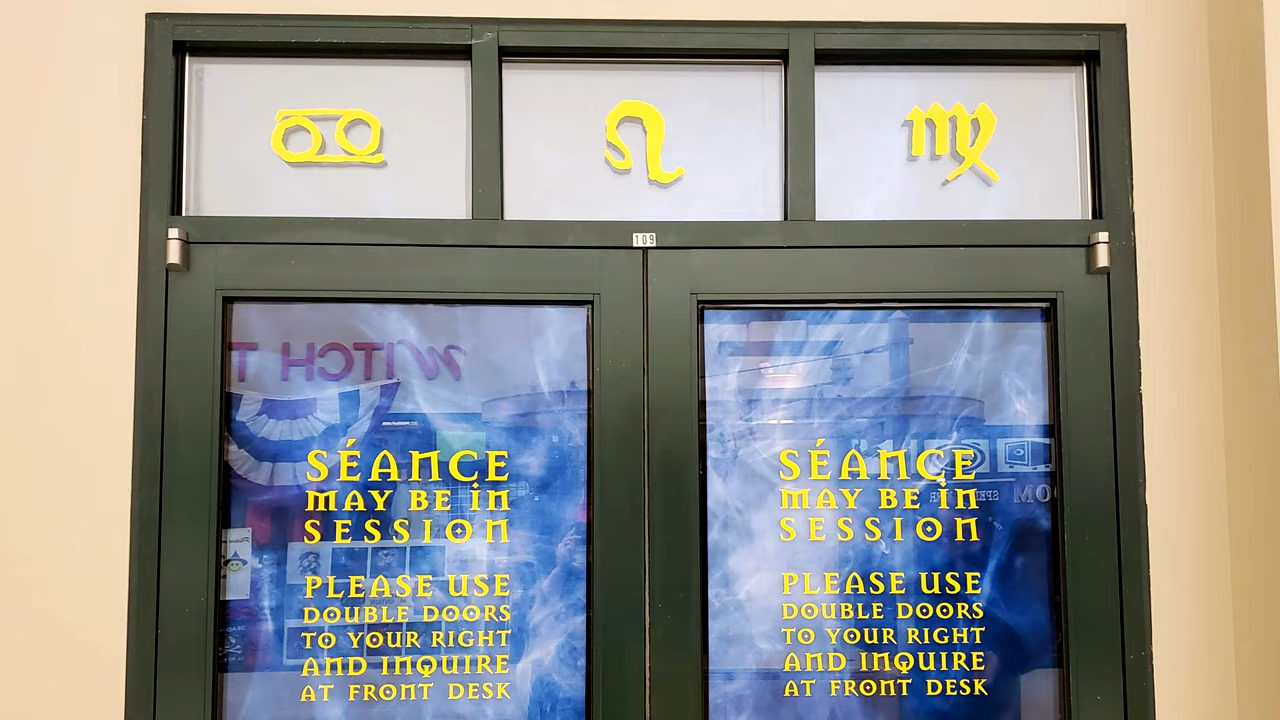 ♋ ♌ ♍
109
WITCH T
SÉANCE
MAY BE IN
SESSION
PLEASE USE
DOUBLE DOORS
TO YOUR RIGHT
AND INQUIRE
AT FRONT DESK
SÉANCE
MAY BE IN
SESSION
PLEASE USE
DOUBLE DOORS
TO YOUR RIGHT
AND INQUIRE
AT FRONT DESK